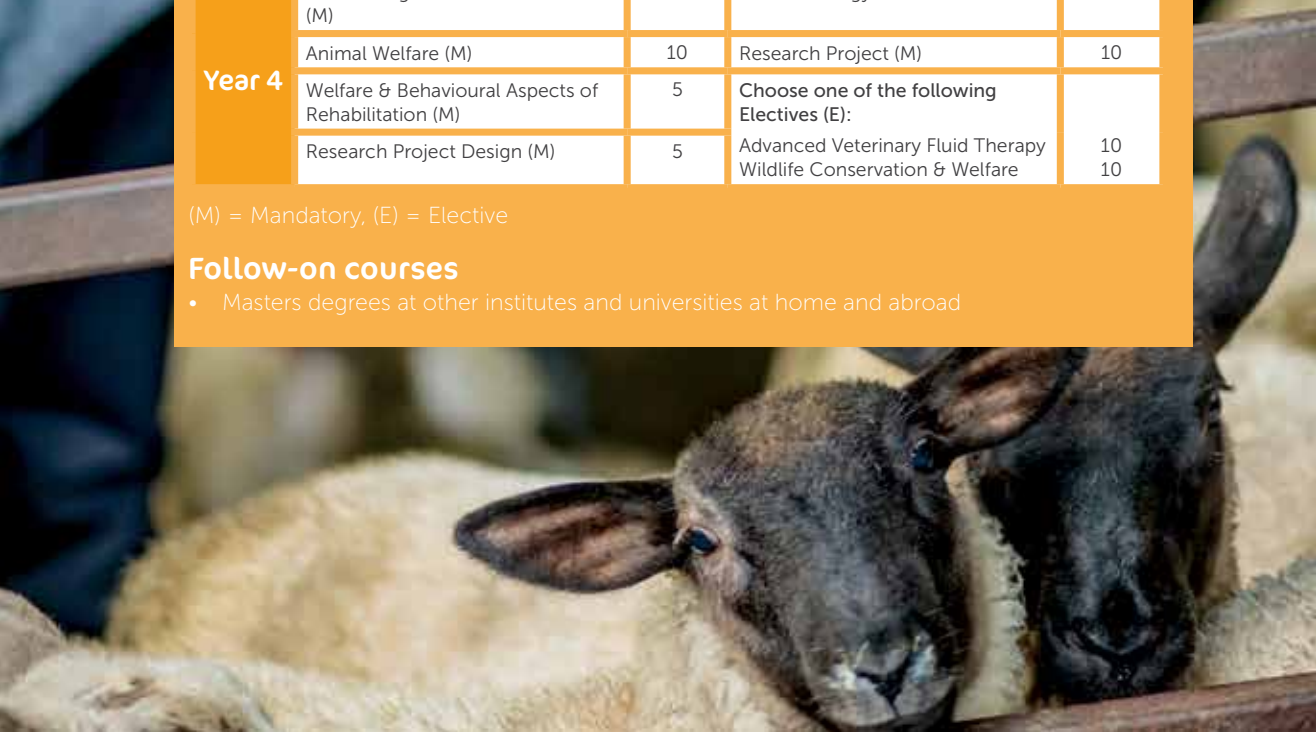 (M)
Animal Welfare (M) 10 Research Project (M) 10
Year 4
Welfare & Behavioural Aspects of 5 Choose one of the following
Rehabilitation (M) Electives (E):
Research Project Design (M) 5 Advanced Veterinary Fluid Therapy 10
Wildlife Conservation & Welfare 10
(M) = Mandatory, (E) = Elective
Follow-on courses
• Masters degrees at other institutes and universities at home and abroad